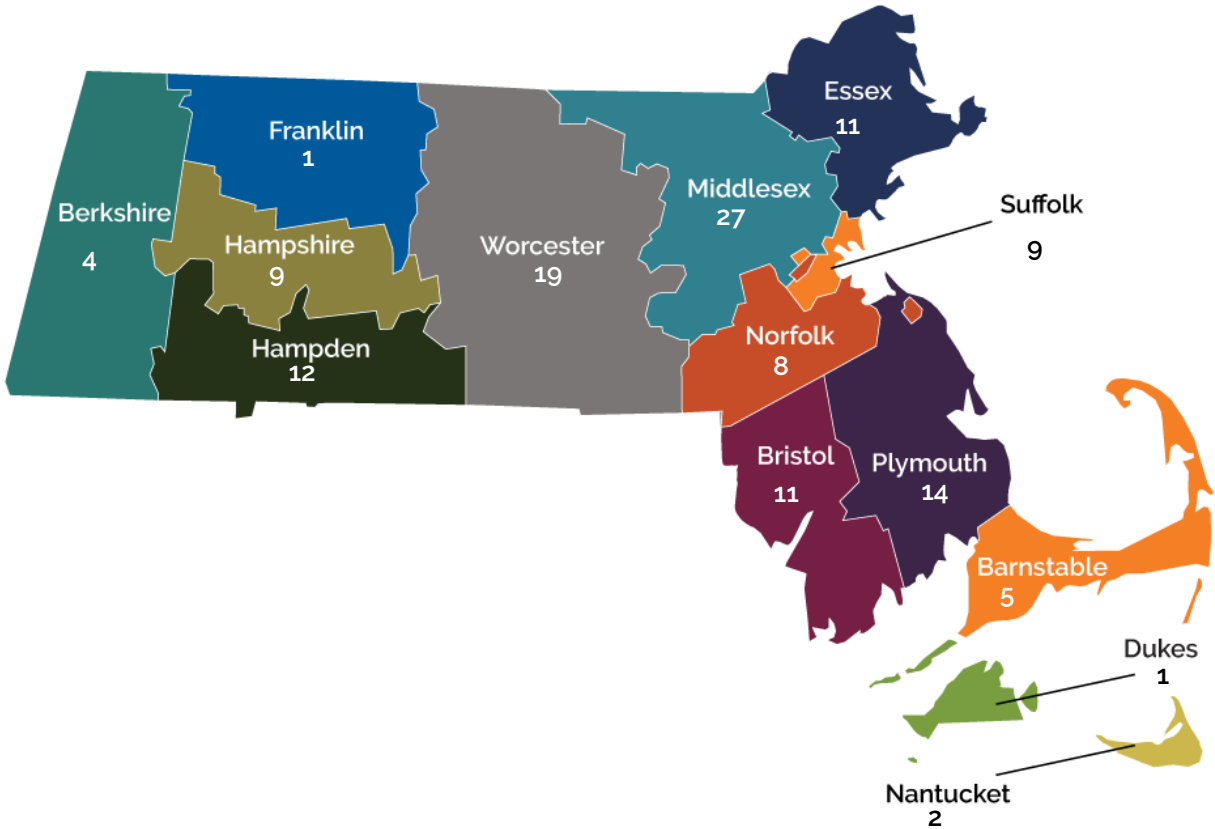 Essex
11
Franklin
1
Middlesex
27
Suffolk
9
Berkshire
4
Hampshire
9
Worcester
19
Norfolk
8
Hampden
12
Bristol
11
Plymouth
14
Barnstable
5
Dukes
1
Nantucket
2